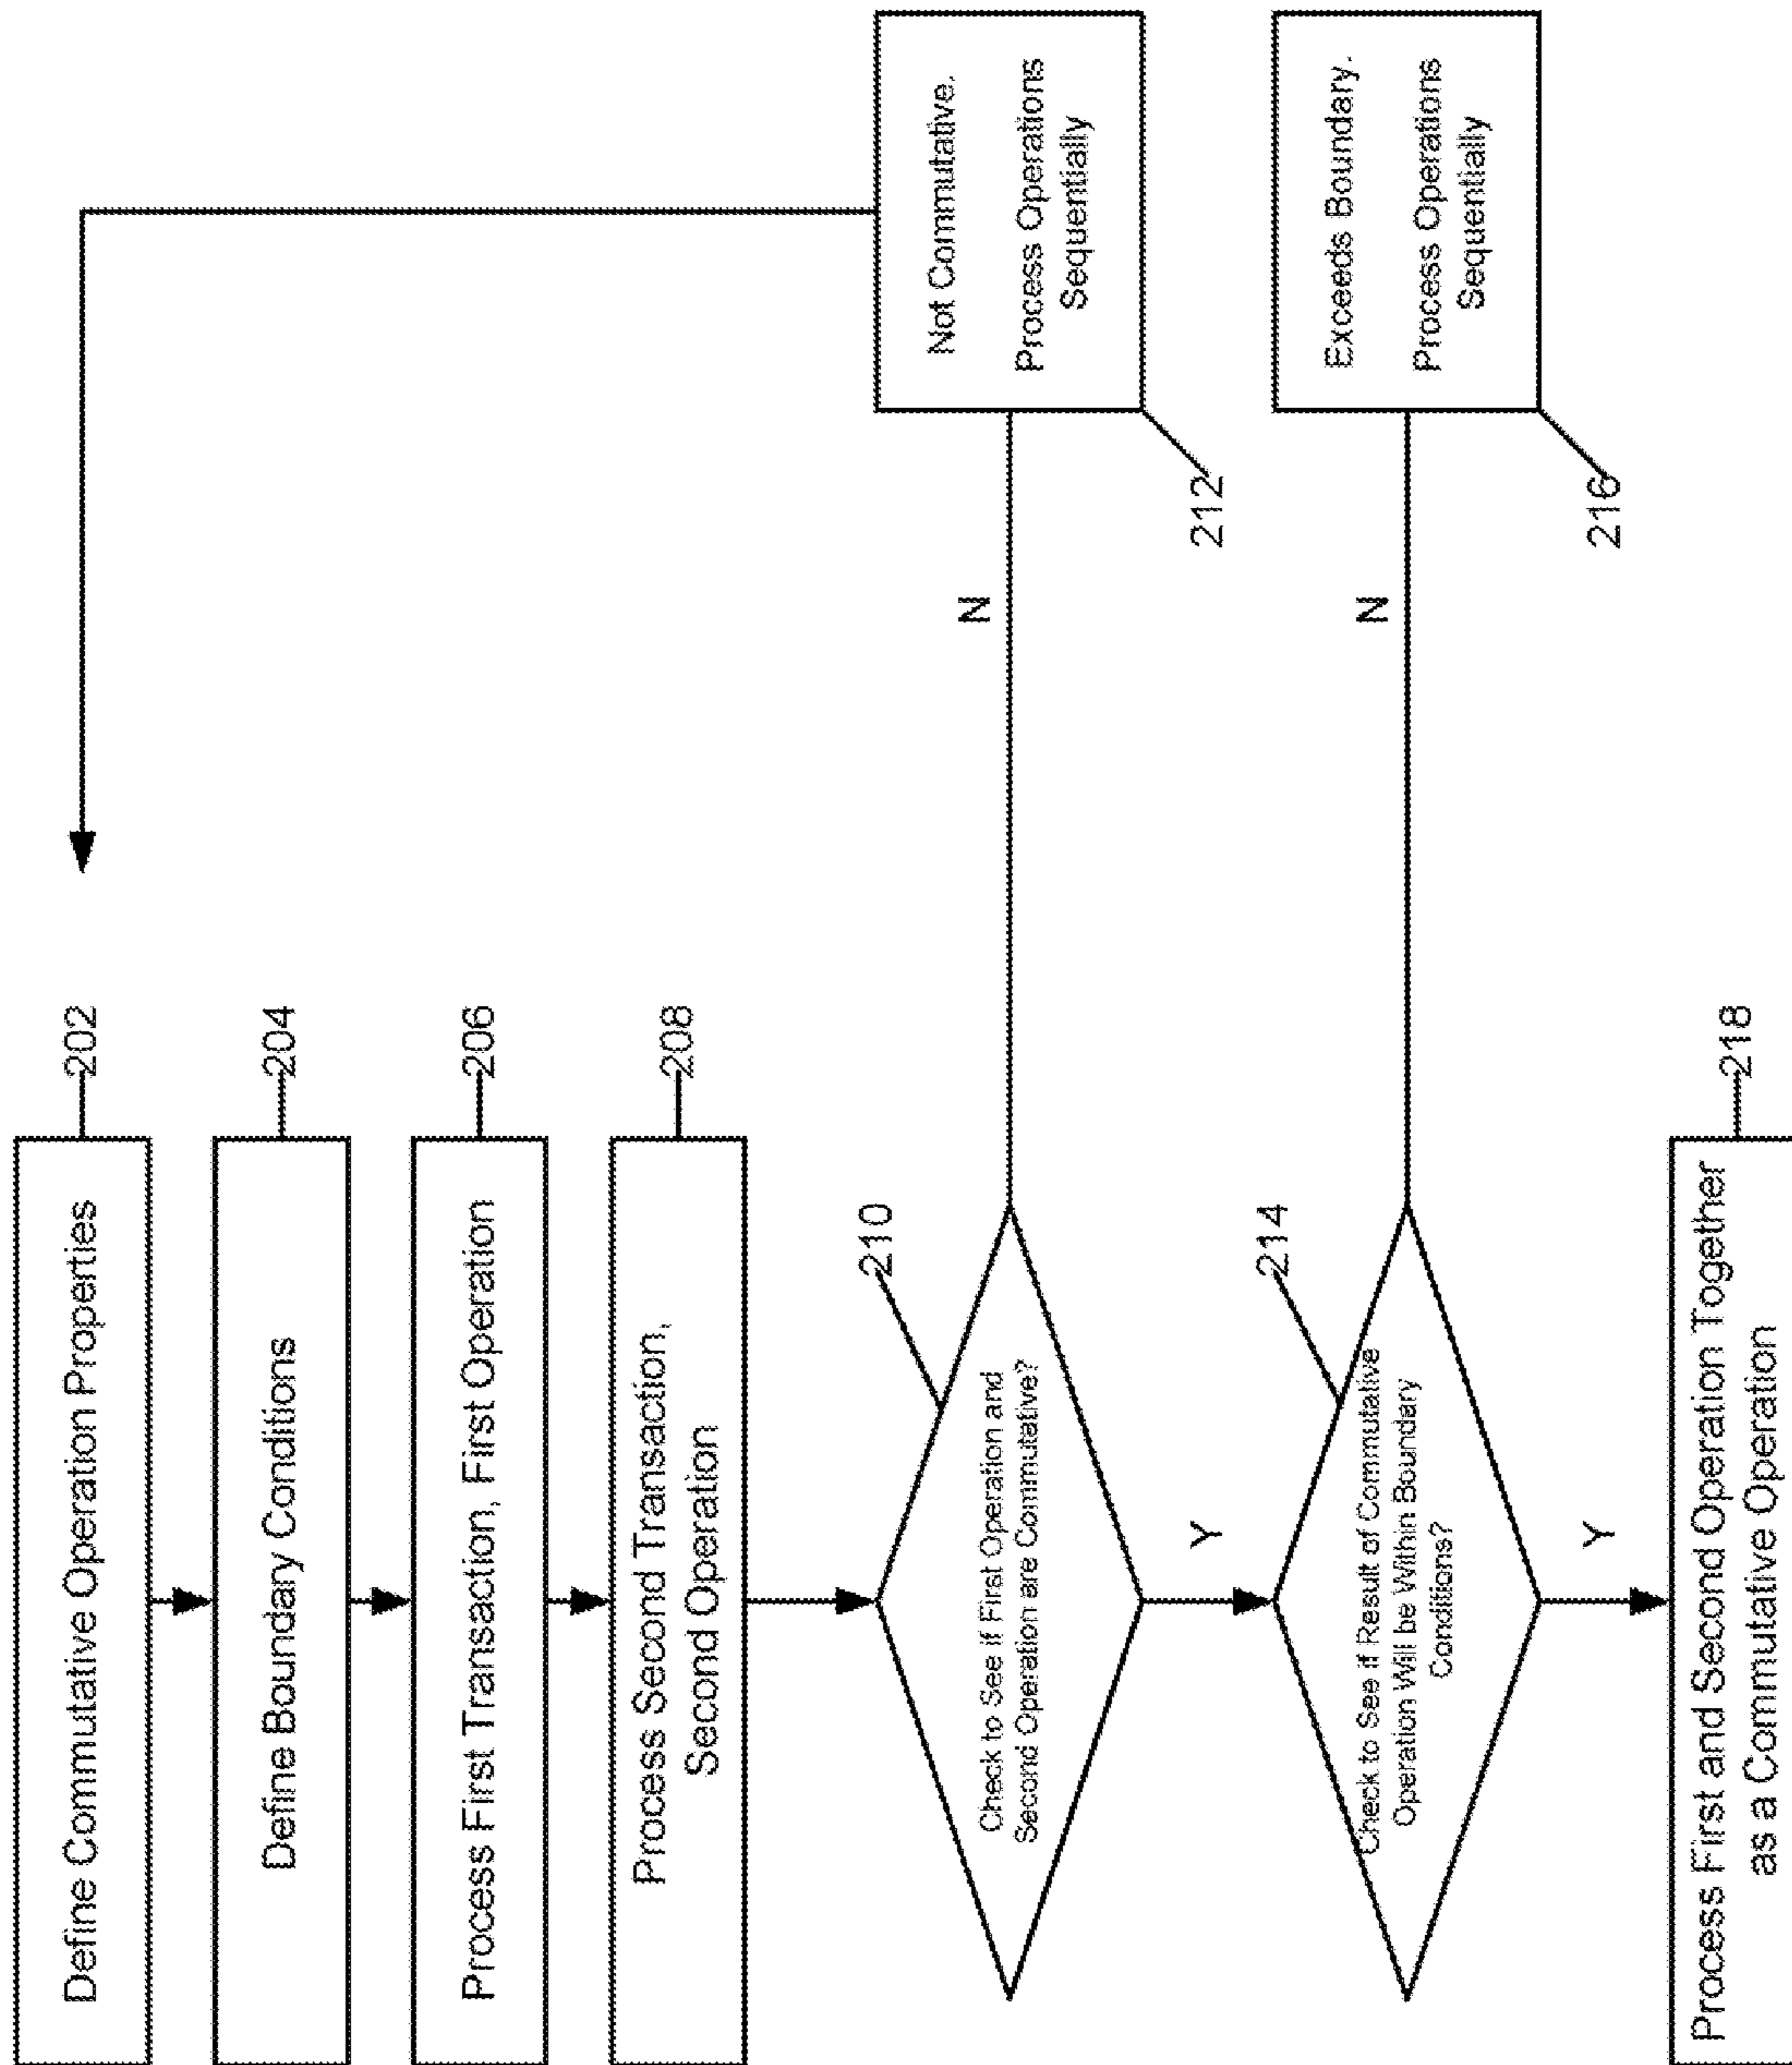 Define Commutative Operation Properties
202
Define Boundary Conditions
204
Process First Transaction, First Operation
206
Process Second Transaction,
Second Operation
208
210
Check to See if First Operation and
Second Operation are Commutative?
N
Not Commutative.
Process Operations
Sequentially
212
Y
214
Check to See if Result of Commutative
Operation Will be Within Boundary
Conditions?
N
Exceeds Boundary.
Process Operations
Sequentially
216
Y
Process First and Second Operation Together
as a Commutative Operation
218